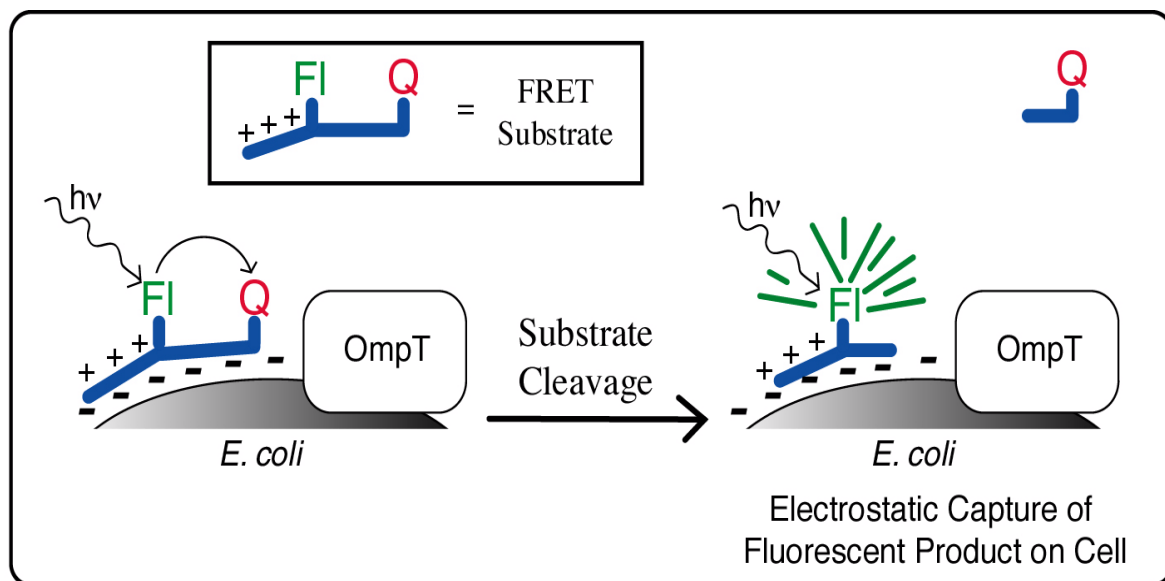 Fl Q
+ + + = FRET
Substrate
Q
hν
Fl Q
+ + +
- - - - - -
OmpT
E. coli
Substrate
Cleavage
hν
Fl
+ + +
- - - - - -
OmpT
E. coli
Electrostatic Capture of
Fluorescent Product on Cell